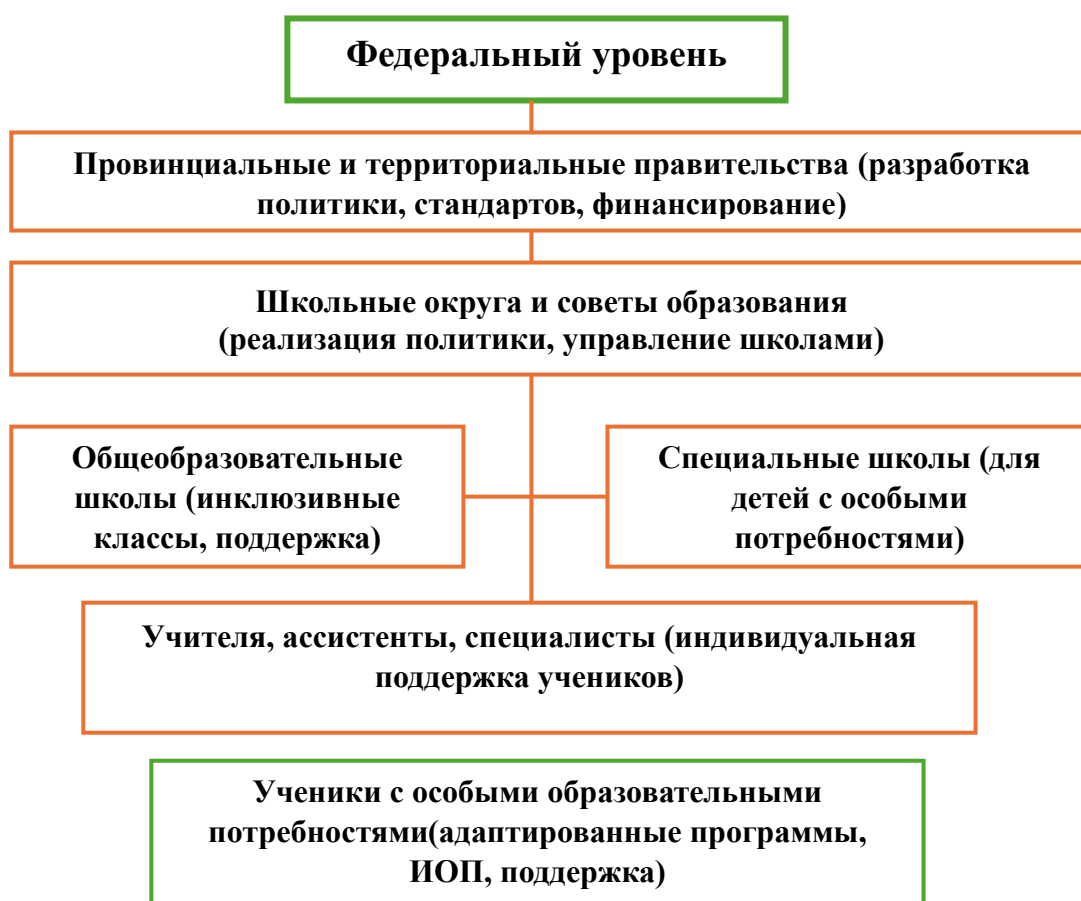 Федеральный уровень
Провинциальные и территориальные правительства (разработка
политики, стандартов, финансирование)
Школьные округа и советы образования
(реализация политики, управление школами)
Общеобразовательные
школы (инклюзивные
классы, поддержка)
Специальные школы (для
детей с особыми
потребностями)
Учителя, ассистенты, специалисты (индивидуальная
поддержка учеников)
Ученики с особыми образовательными
потребностями(адаптированные программы,
ИОП, поддержка)